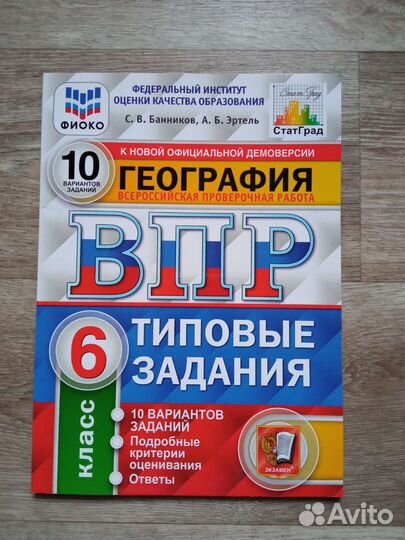 ФЕДЕРАЛЬНЫЙ ИНСТИТУТ
ОЦЕНКИ КАЧЕСТВА ОБРАЗОВАНИЯ
ФИОКО
С. В. Банников, А. Б. Эртель
СтатГрад
СтатГрад
К НОВОЙ ОФИЦИАЛЬНОЙ ДЕМОВЕРСИИ
10
ВАРИАНТОВ
ЗАДАНИЙ
ГЕОГРАФИЯ
ВСЕРОССИЙСКАЯ ПРОВЕРОЧНАЯ РАБОТА
ВПР
6
класс
ТИПОВЫЕ
ЗАДАНИЯ
10 ВАРИАНТОВ
ЗАДАНИЙ
Подробные
критерии
оценивания
Ответы
ЭКЗАМЕН
Avito